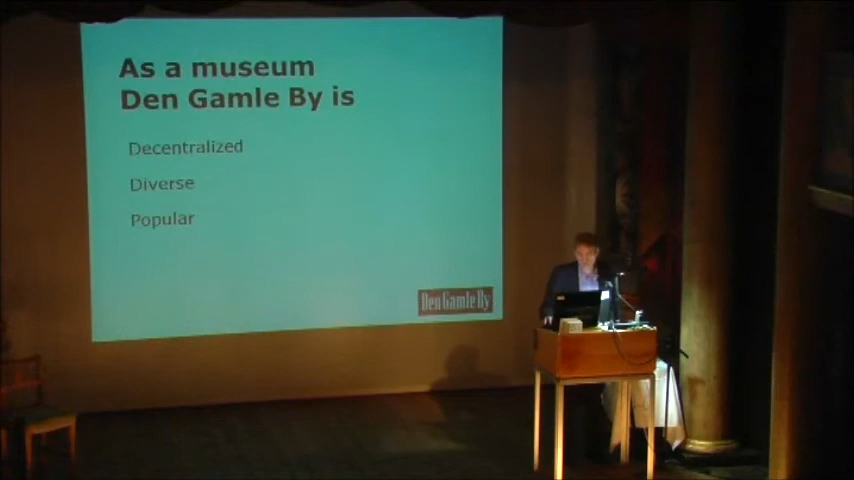 As a museum
Den Gamle By is
Decentralized
Diverse
Popular
Den Gamle By